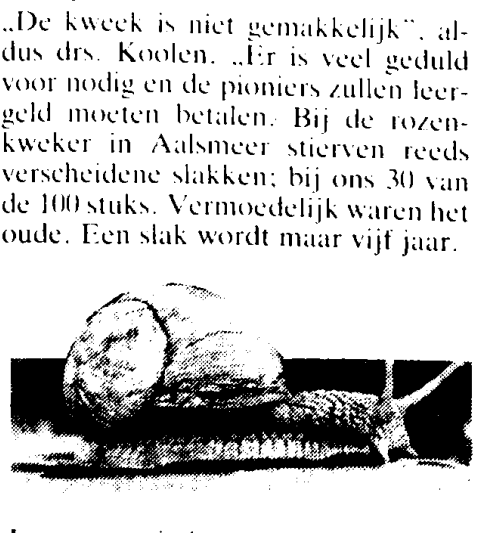 „De kweek is niet gemakkelijk”, al-
dus drs. Koolen. „Er is veel geduld
voor nodig en de pioniers zullen leer-
geld moeten betalen. Bij de rozen-
kweker in Aalsmeer stierven reeds
verscheidene slakken; bij ons 30 van
de 100 stuks. Vermoedelijk waren het
oude. Een slak wordt maar vijf jaar.